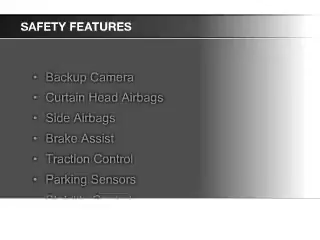 SAFETY FEATURES
• Backup Camera
• Curtain Head Airbags
• Side Airbags
• Brake Assist
• Traction Control
• Parking Sensors